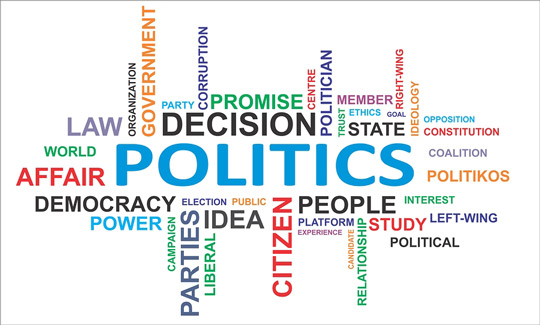 ORGANIZATION
GOVERNMENT
CORRUPTION
CENTRE
POLITICIAN
RIGHT-WING
IDEOLOGY
PARTY
PROMISE
MEMBER
TRUST
ETHICS
GOAL
OPPOSITION
LAW
DECISION
STATE
CONSTITUTION
WORLD
POLITICS
COALITION
AFFAIR
POLITIKOS
DEMOCRACY
ELECTION
PUBLIC
CITIZEN
PEOPLE
INTEREST
POWER
CAMPAIGN
PARTIES
LIBERAL
IDEA
PLATFORM
EXPERIENCE
CANDIDATE
RELATIONSHIP
STUDY
LEFT-WING
POLITICAL